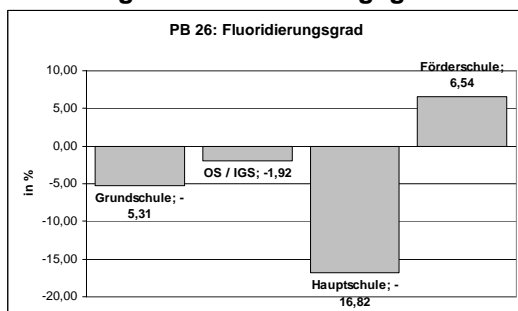 PB 26: Fluoridierungsgrad
Förderschule;
6,54
10,00
5,00
0,00
-5,00
-10,00
-15,00
-20,00
in %
OS / IGS; -1,92
Grundschule; -
5,31
Hauptschule; -
16,82